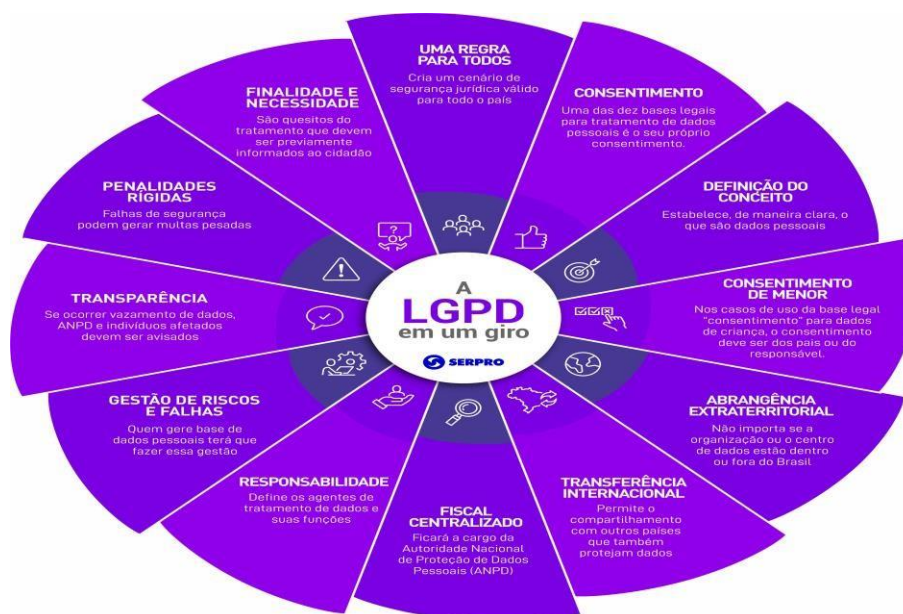 A
LGPD
em um giro
SERPRO
UMA REGRA
PARA TODOS
Cria um cenário de
segurança jurídica válido
para todo o país
CONSENTIMENTO
Uma das dez bases legais
para tratamento de dados
pessoais é o seu próprio
consentimento.
DEFINIÇÃO DO
CONCEITO
Estabelece, de maneira clara, o
que são dados pessoais
CONSENTIMENTO
DE MENOR
Nos casos de uso da base legal
"consentimento" para dados
de criança, o consentimento
deve ser dos pais ou do
responsável.
ABRANGÊNCIA
EXTRATERRITORIAL
Não importa se a
organização ou o centro
de dados estão dentro
ou fora do Brasil
TRANSFERÊNCIA
INTERNACIONAL
Permite o
compartilhamento
com outros países
que também
protejam dados
FISCAL
CENTRALIZADO
Ficará a cargo da
Autoridade Nacional
de Proteção de Dados
Pessoais (ANPD)
RESPONSABILIDADE
Define os agentes de
tratamento de dados e
suas funções
GESTÃO DE RISCOS
E FALHAS
Quem gere base de
dados pessoais terá que
fazer essa gestão
TRANSPARÊNCIA
Se ocorrer vazamento de dados,
ANPD e indivíduos afetados
devem ser avisados
PENALIDADES
RÍGIDAS
Falhas de segurança
podem gerar multas pesadas
FINALIDADE E
NECESSIDADE
São quesitos do
tratamento que devem
ser previamente
informados ao cidadão